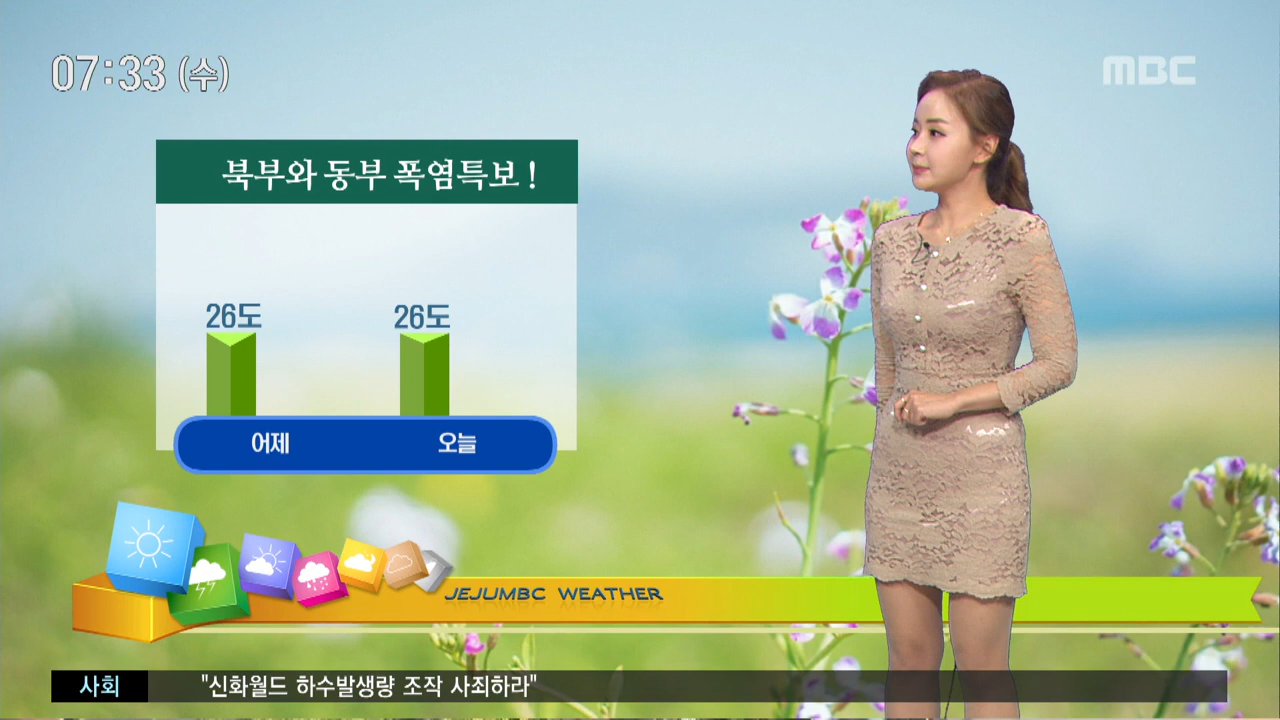 07:33 (수)
MBC
북부와 동부 폭염특보 !
26도 26도
어제 오늘
JEJUMBC WEATHER
사회 "신화월드 하수발생량 조작 사죄하라"